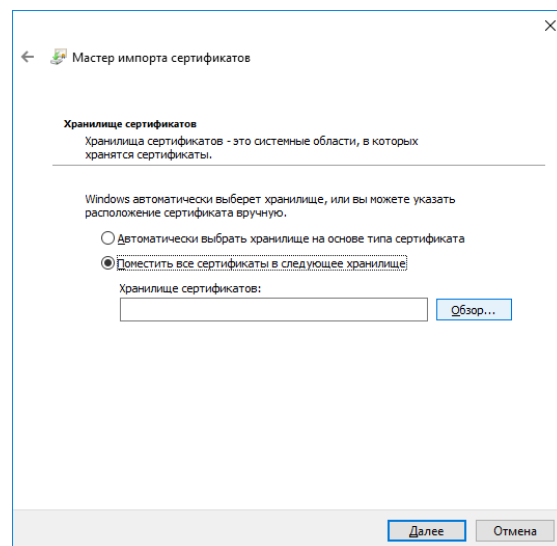 Мастер импорта сертификатов
Хранилище сертификатов
Хранилища сертификатов - это системные области, в которых
хранятся сертификаты.
Windows автоматически выберет хранилище, или вы можете указать
расположение сертификата вручную.
Автоматически выбрать хранилище на основе типа сертификата
Поместить все сертификаты в следующее хранилище
Хранилище сертификатов:
Обзор...
Далее
Отмена